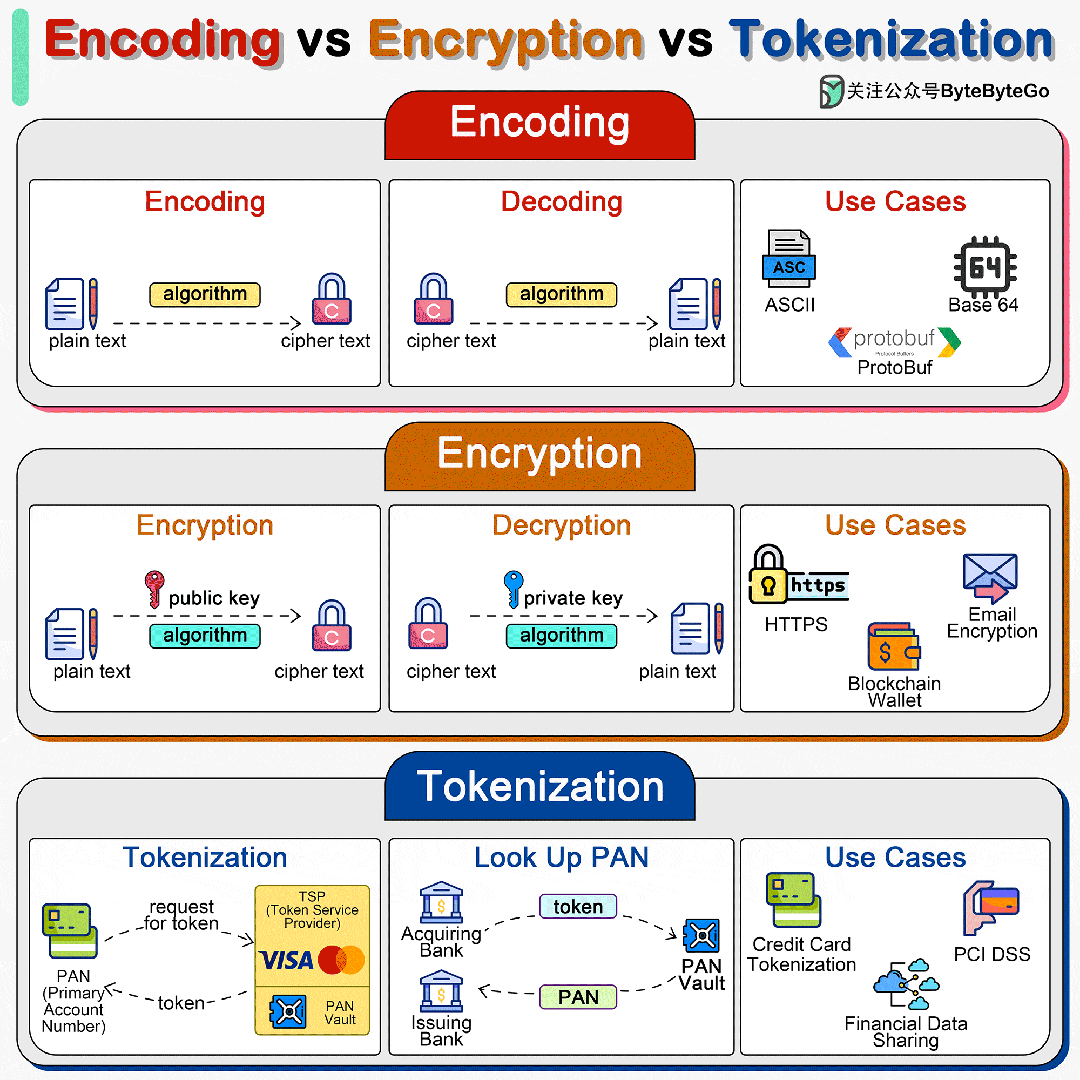 Encoding vs Encryption vs Tokenization
关注公众号ByteByteGo
Encoding
Encoding
algorithm
C
plain text
cipher text
Decoding
algorithm
C
cipher text
plain text
Use Cases
ASC
ASCII
64
Base 64
protobuf
Protocol Buffers
ProtoBuf
Encryption
Encryption
public key
algorithm
C
plain text
cipher text
Decryption
private key
algorithm
C
cipher text
plain text
Use Cases
https
HTTPS
Email
Encryption
$
Blockchain
Wallet
Tokenization
Tokenization
request
for token
token
PAN
(Primary
Account
Number)
TSP
(Token Service
Provider)
VISA
PAN
Vault
Look Up PAN
$
Acquiring
Bank
token
PAN
Vault
$
Issuing
Bank
PAN
Use Cases
Credit Card
Tokenization
PCI DSS
Financial Data
Sharing